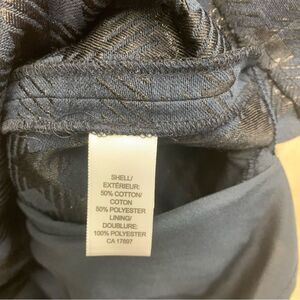 SHELL/
EXTÉRIEUR:
50% COTTON/
COTON
50% POLYESTER
LINING/
DOUBLURE:
100% POLYESTER
CA 17897